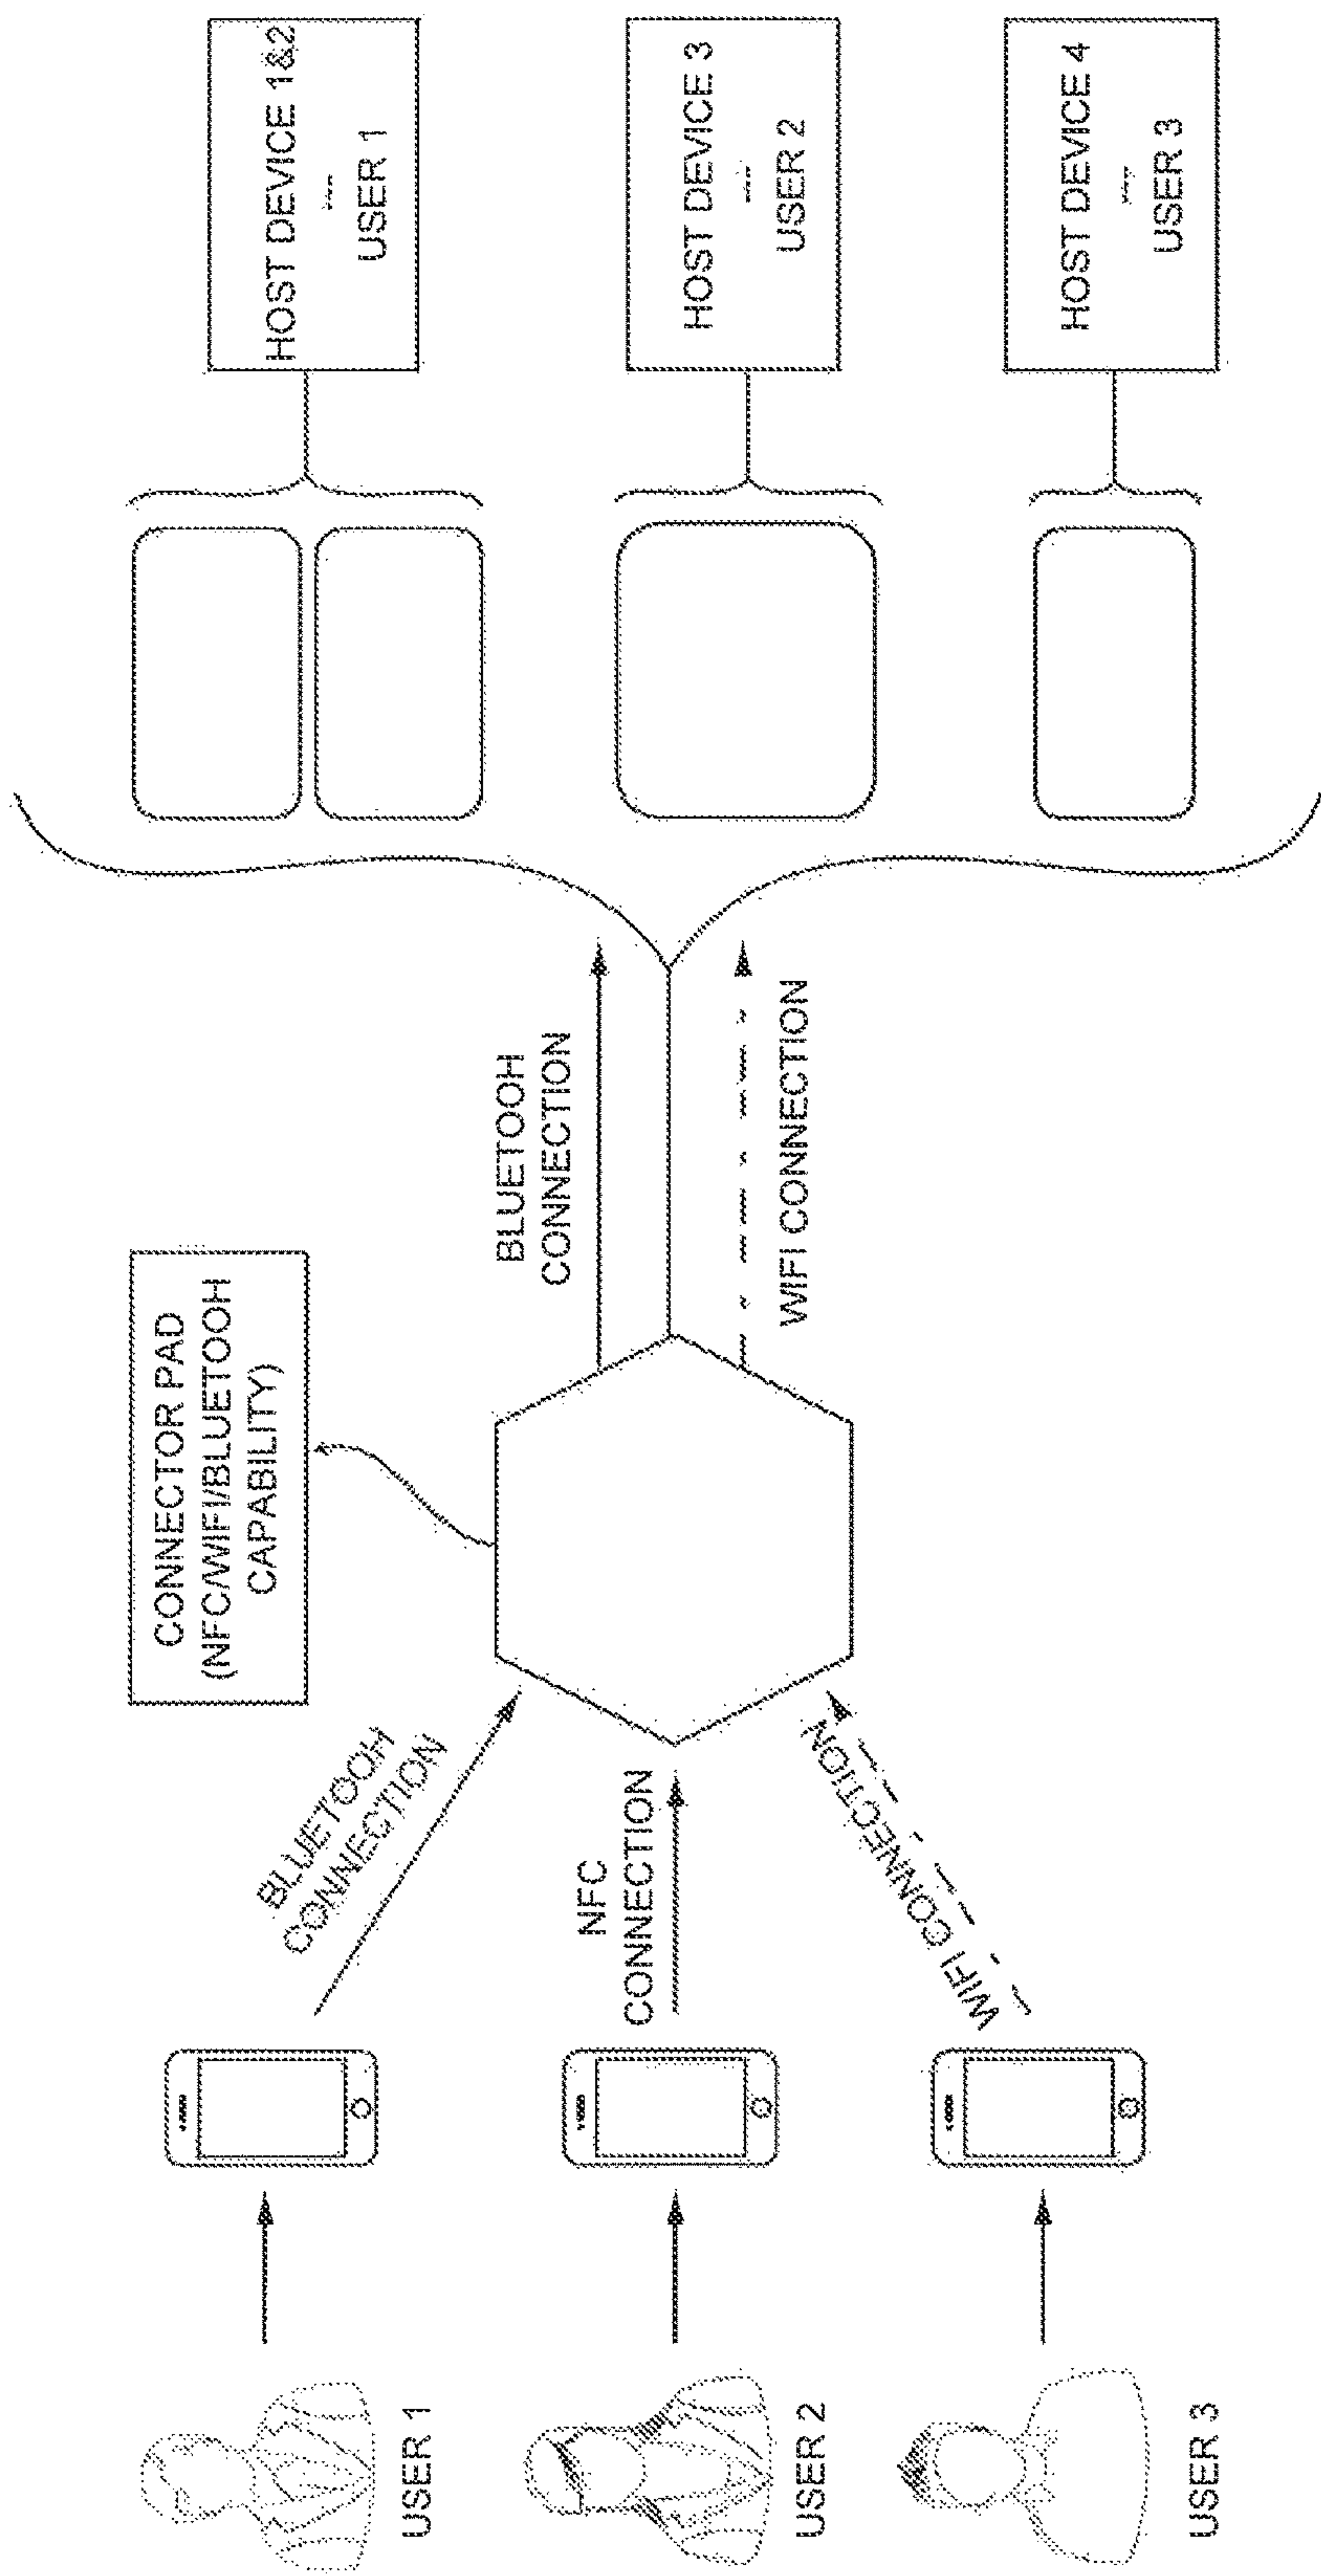 USER 1
USER 2
USER 3
BLUETOOH
CONNECTION
NFC
CONNECTION
WIFI CONNECTION
CONNECTOR PAD
(NFC/WIFI/BLUETOOH
CAPABILITY)
BLUETOOH
CONNECTION
WIFI CONNECTION
HOST DEVICE 1&2
—
USER 1
HOST DEVICE 3
—
USER 2
HOST DEVICE 4
—
USER 3